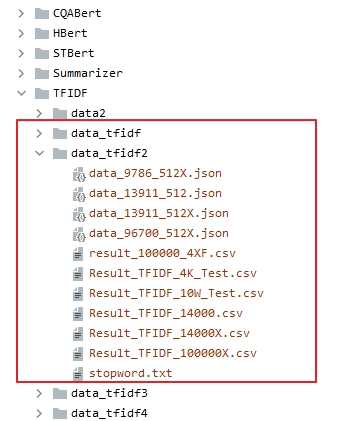 CQABert
HBert
STBert
Summarizer
TFIDF
data2
data_tfidf
data_tfidf2
data_9786_512X.json
data_13911_512.json
data_13911_512X.json
data_96700_512X.json
result_100000_4XF.csv
Result_TFIDF_4K_Test.csv
Result_TFIDF_10W_Test.csv
Result_TFIDF_14000.csv
Result_TFIDF_14000X.csv
Result_TFIDF_100000X.csv
stopword.txt
data_tfidf3
data_tfidf4